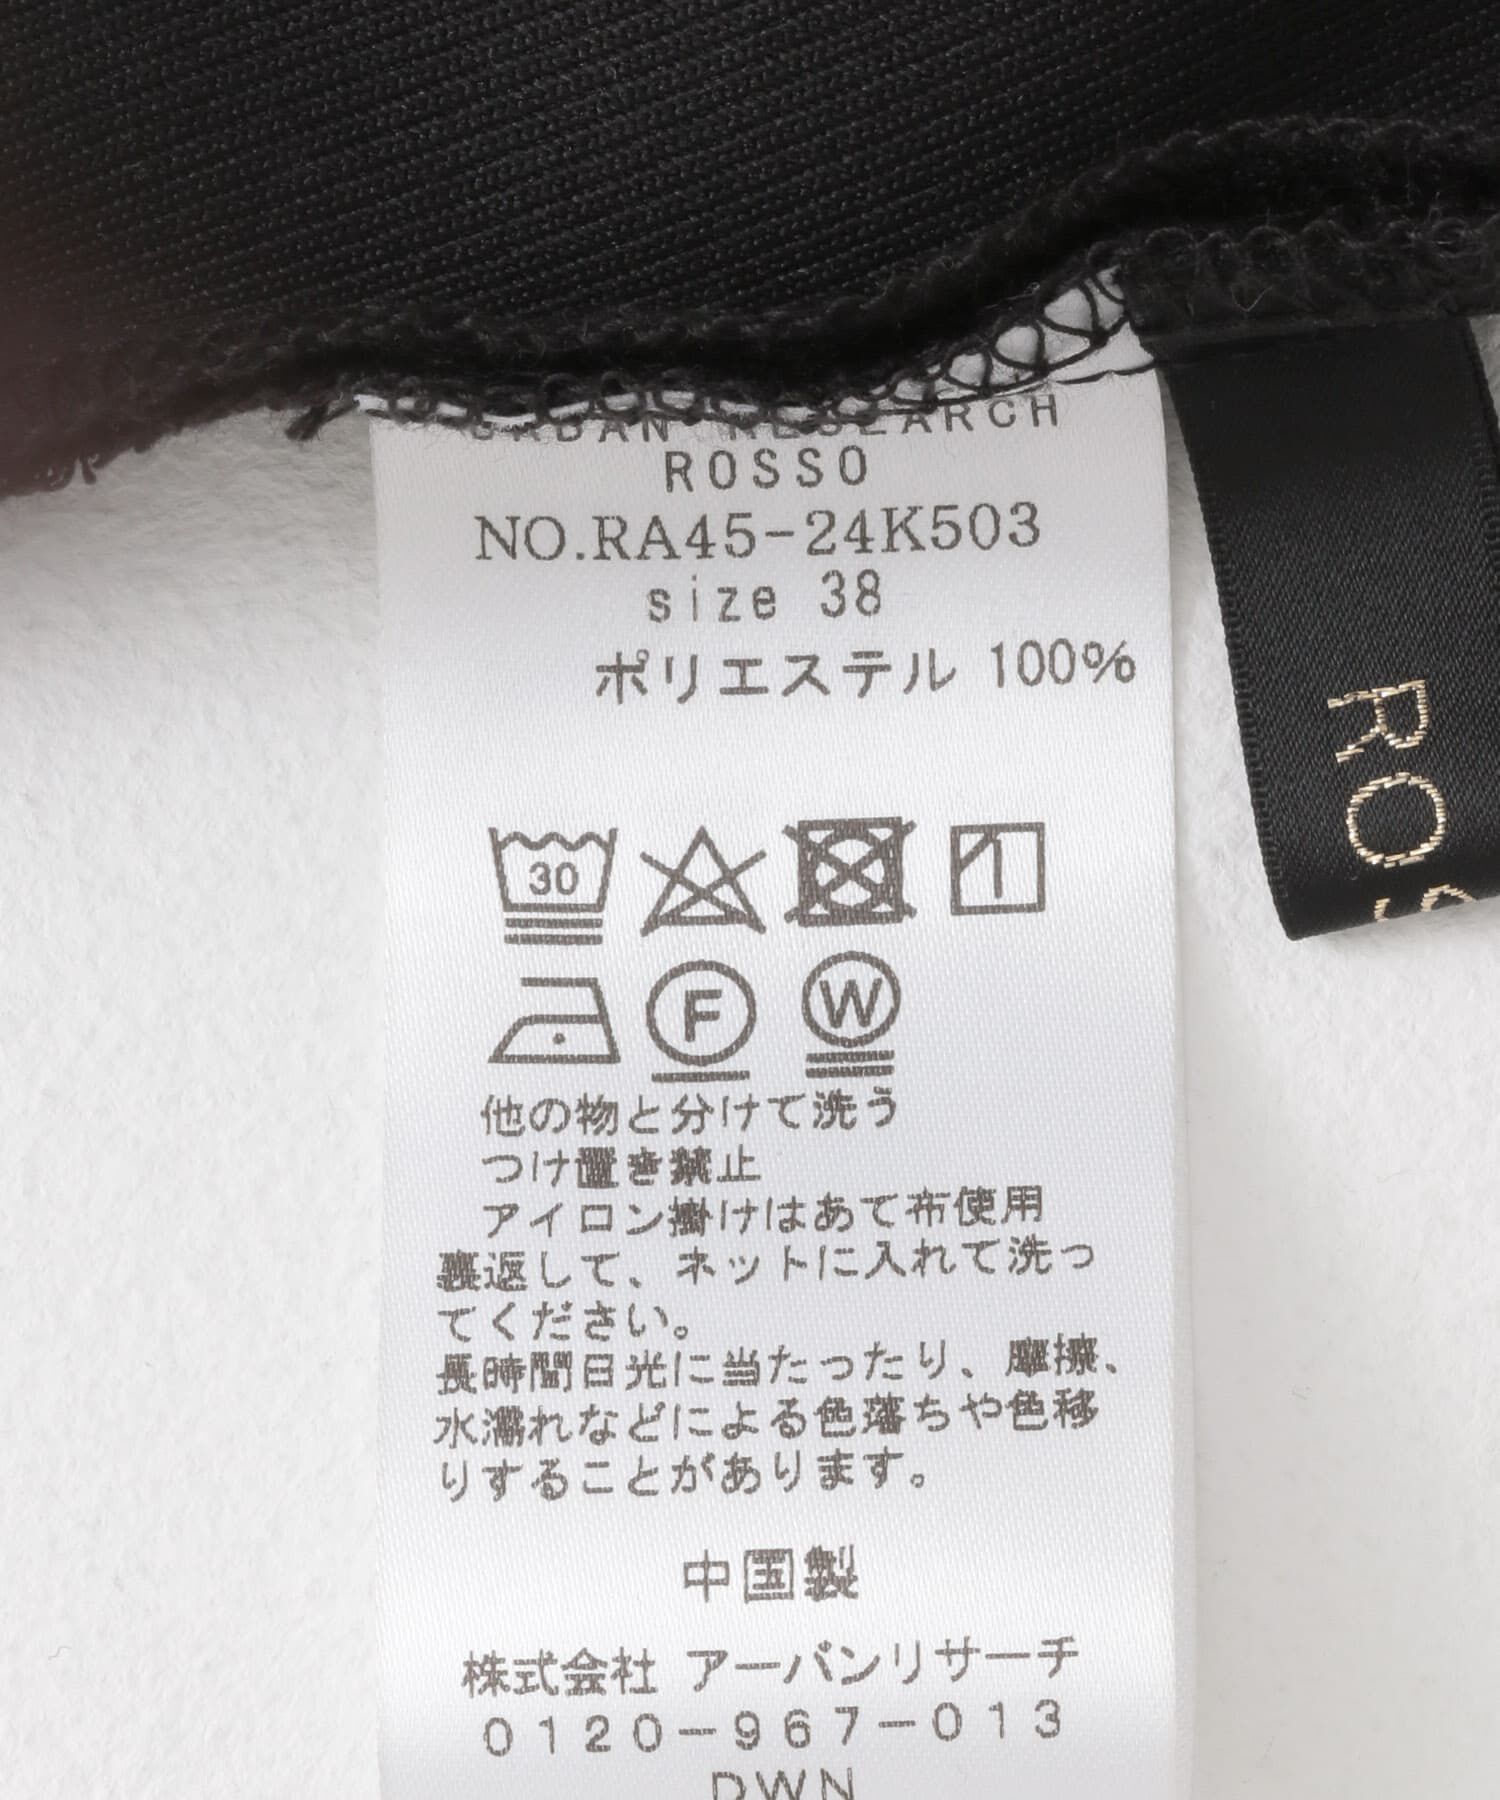 URBAN RESEARCH
ROSSO
NO.RA45-24K503
size 38
ポリエステル 100%
30
F
W
他の物と分けて洗う
つけ置き禁止
アイロン掛けはあて布使用
裏返して、ネットに入れて洗っ
てください。
長時間日光に当たったり、摩擦、
水濡れなどによる色落ちや色移
りすることがあります。
中国製
株式会社 アーバンリサーチ
0120-967-013
DWN
ROS